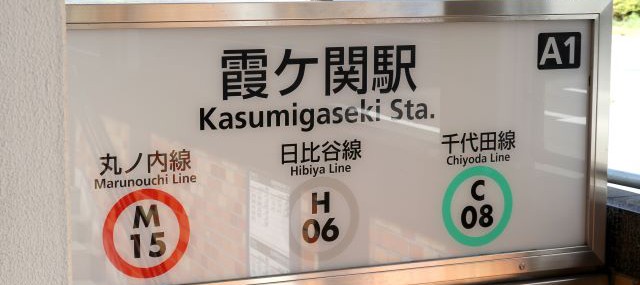 霞ケ関駅
Kasumigaseki Sta.
A1
丸ノ内線
Marunouchi Line
M
15
日比谷線
Hibiya Line
H
06
千代田線
Chiyoda Line
C
08